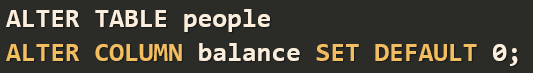 ALTER TABLE people
ALTER COLUMN balance SET DEFAULT 0;